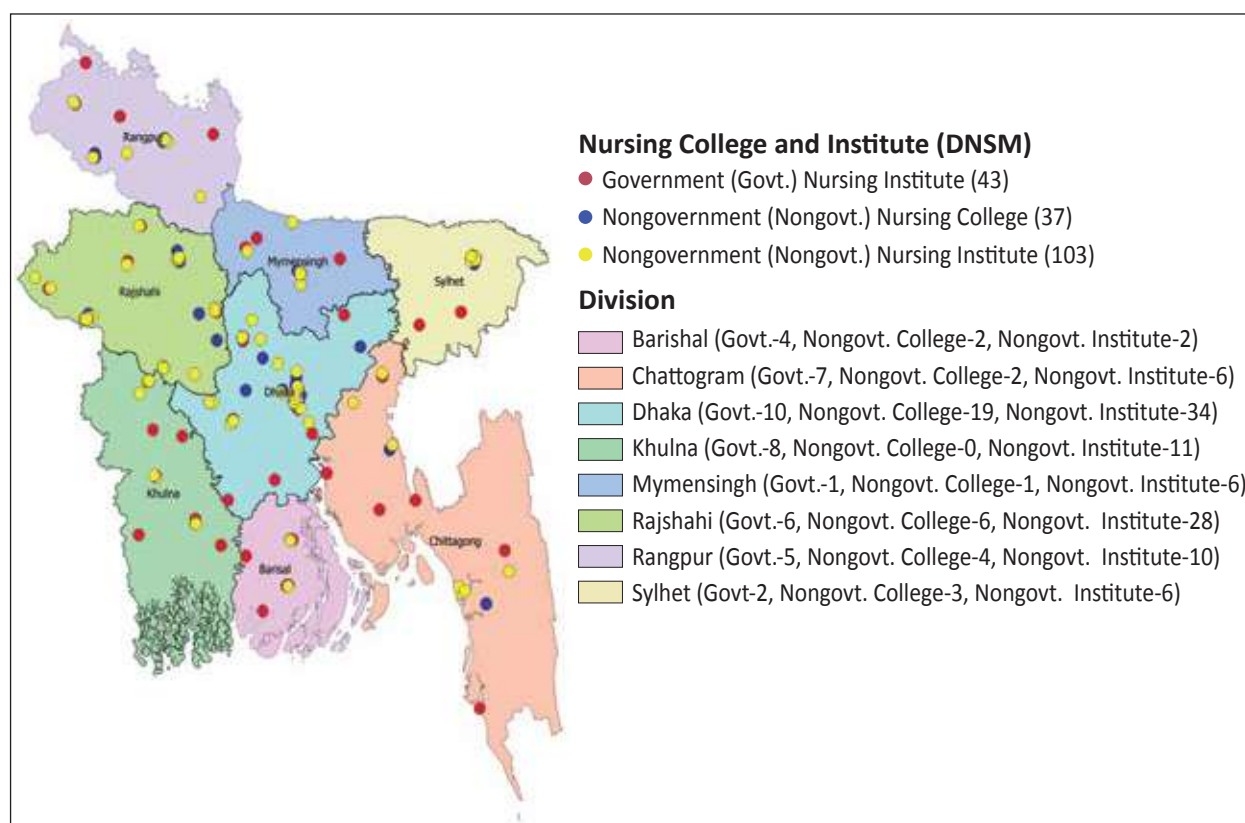 Nursing College and Institute (DNSM)
Government (Govt.) Nursing Institute (43)
Nongovernment (Nongovt.) Nursing College (37)
Nongovernment (Nongovt.) Nursing Institute (103)
Division
Barishal (Govt.-4, Nongovt. College-2, Nongovt. Institute-2)
Chattogram (Govt.-7, Nongovt. College-2, Nongovt. Institute-6)
Dhaka (Govt.-10, Nongovt. College-19, Nongovt. Institute-34)
Khulna (Govt.-8, Nongovt. College-0, Nongovt. Institute-11)
Mymensingh (Govt.-1, Nongovt. College-1, Nongovt. Institute-6)
Rajshahi (Govt.-6, Nongovt. College-6, Nongovt. Institute-28)
Rangpur (Govt.-5, Nongovt. College-4, Nongovt. Institute-10)
Sylhet (Govt-2, Nongovt. College-3, Nongovt. Institute-6)
Rangpur
Mymensingh
Sylhet
Rajshahi
Dhaka
Khulna
Chittagong
Barisal